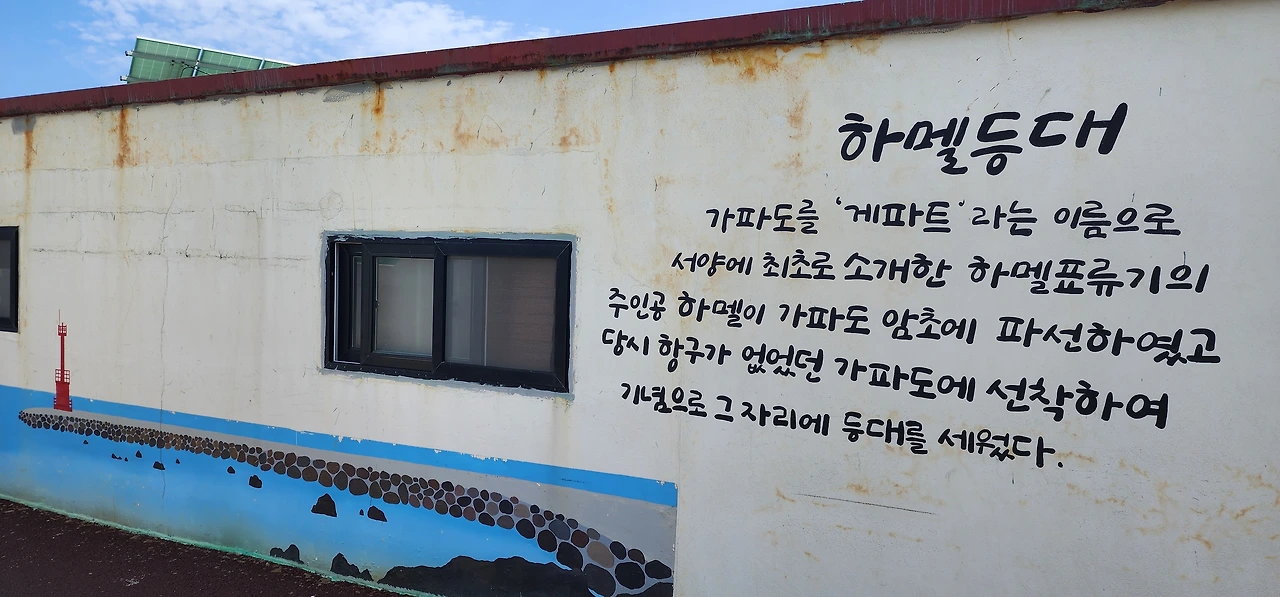 하멜등대
가파도를 '게파트'라는 이름으로
서양에 최초로 소개한 하멜표류기의
주인공 하멜이 가파도 암초에 파선하였고
당시 항구가 없었던 가파도에 선착하여
기념으로 그 자리에 등대를 세웠다.